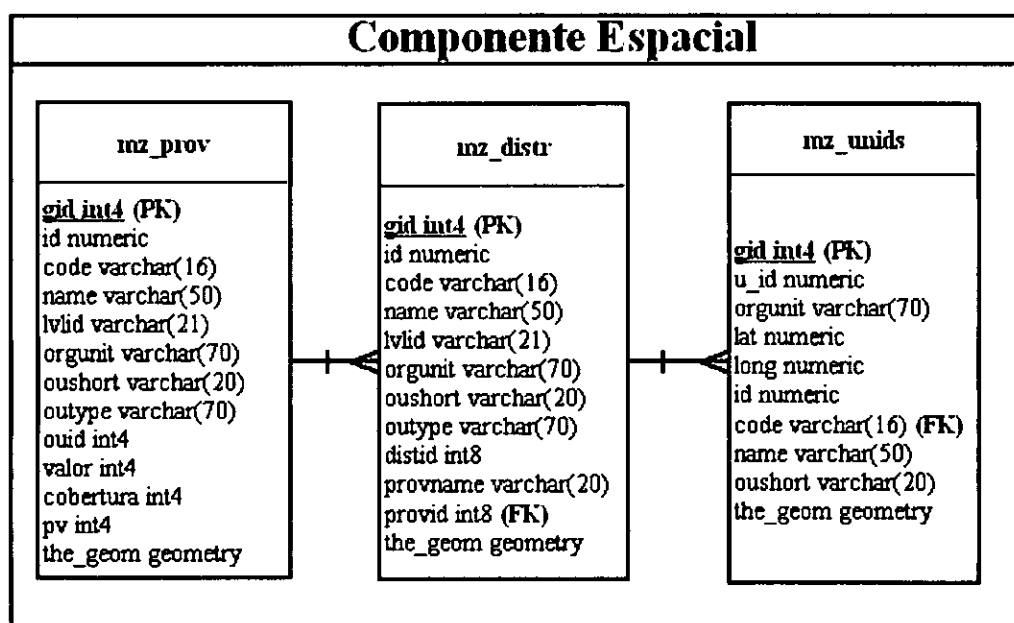 Componente Espacial
mz_prov
gid int4 (PK)
id numeric
code varchar(16)
name varchar(50)
lvlid varchar(21)
orgunit varchar(70)
oushort varchar(20)
outype varchar(70)
ouid int4
valor int4
cobertura int4
pv int4
the_geom geometry
mz_distr
gid int4 (PK)
id numeric
code varchar(16)
name varchar(50)
lvlid varchar(21)
orgunit varchar(70)
oushort varchar(20)
outype varchar(70)
distid int8
provname varchar(20)
provid int8 (FK)
the_geom geometry
mz_unids
gid int4 (PK)
u_id numeric
orgunit varchar(70)
lat numeric
long numeric
id numeric
code varchar(16) (FK)
name varchar(50)
oushort varchar(20)
the_geom geometry